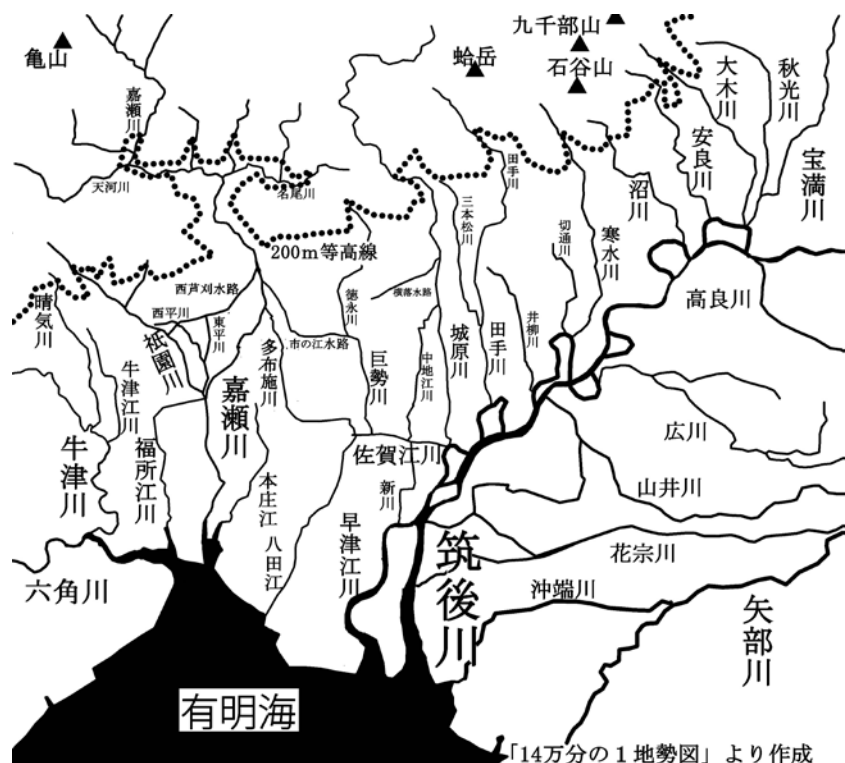 九千部山
亀山
蛤岳
石谷山
大木川
秋光川
嘉瀬川
安良川
宝満川
田手川
天河川
名尾川
沼川
三本松川
切通川
寒水川
200m等高線
晴気川
西芦刈水路
徳永川
横落水路
高良川
西平川
東平川
井柳川
祇園川
市の江水路
城原川
田手川
多布施川
巨勢川
中地江川
牛津江川
嘉瀬川
広川
牛津川
福所江川
佐賀江川
本庄江
新川
山井川
早津江川
八田江
筑後川
花宗川
六角川
沖端川
矢部川
有明海
「14万分の1地勢図」より作成